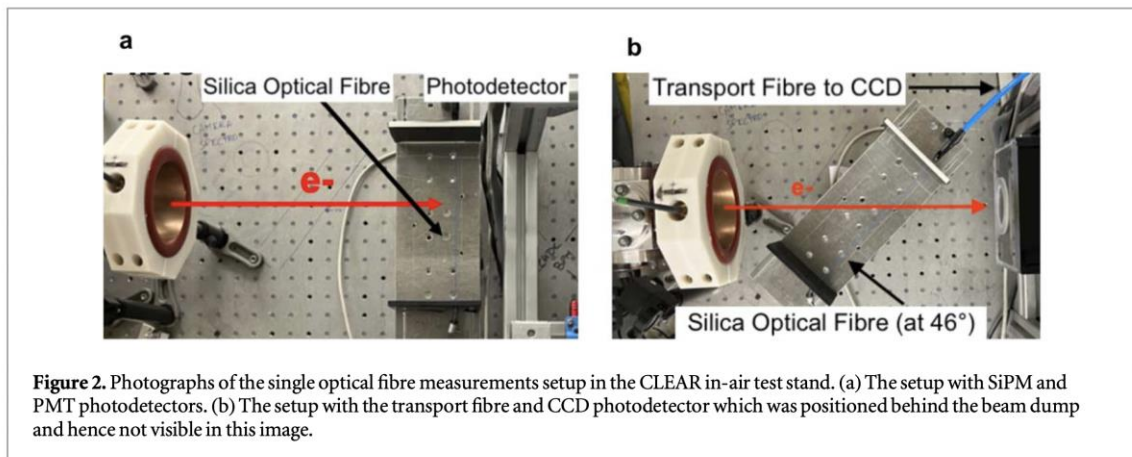 a
b
Silica Optical Fibre
Photodetector
Transport Fibre to CCD
e-
e-
Silica Optical Fibre (at 46°)
Figure 2. Photographs of the single optical fibre measurements setup in the CLEAR in-air test stand. (a) The setup with SiPM and
PMT photodetectors. (b) The setup with the transport fibre and CCD photodetector which was positioned behind the beam dump
and hence not visible in this image.